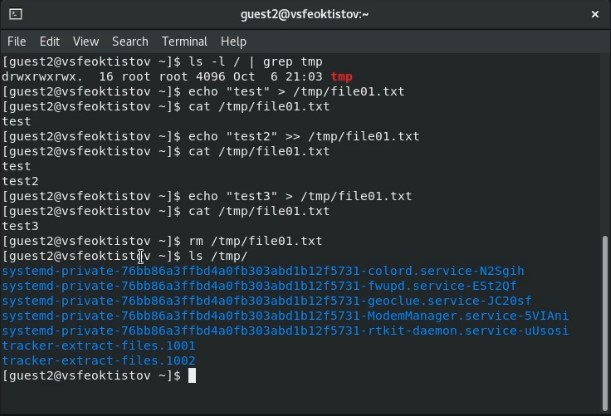 guest2@vsfeoktistov:~
File Edit View Search Terminal Help
[guest2@vsfeoktistov ~]$ ls -l / | grep tmp
drwxrwxrwx.  16 root root 4096 Oct  6 21:03 tmp
[guest2@vsfeoktistov ~]$ echo "test" > /tmp/file01.txt
[guest2@vsfeoktistov ~]$ cat /tmp/file01.txt
test
[guest2@vsfeoktistov ~]$ echo "test2" >> /tmp/file01.txt
[guest2@vsfeoktistov ~]$ cat /tmp/file01.txt
test
test2
[guest2@vsfeoktistov ~]$ echo "test3" > /tmp/file01.txt
[guest2@vsfeoktistov ~]$ cat /tmp/file01.txt
test3
[guest2@vsfeoktistov ~]$ rm /tmp/file01.txt
[guest2@vsfeoktistov ~]$ ls /tmp/
systemd-private-76bb86a3ffbd4a0fb303abd1b12f5731-colord.service-N2Sgih
systemd-private-76bb86a3ffbd4a0fb303abd1b12f5731-fwupd.service-ESt2Qf
systemd-private-76bb86a3ffbd4a0fb303abd1b12f5731-geoclue.service-JC20sf
systemd-private-76bb86a3ffbd4a0fb303abd1b12f5731-ModemManager.service-5VIAni
systemd-private-76bb86a3ffbd4a0fb303abd1b12f5731-rtkit-daemon.service-uUsosi
tracker-extract-files.1001
tracker-extract-files.1002
[guest2@vsfeoktistov ~]$